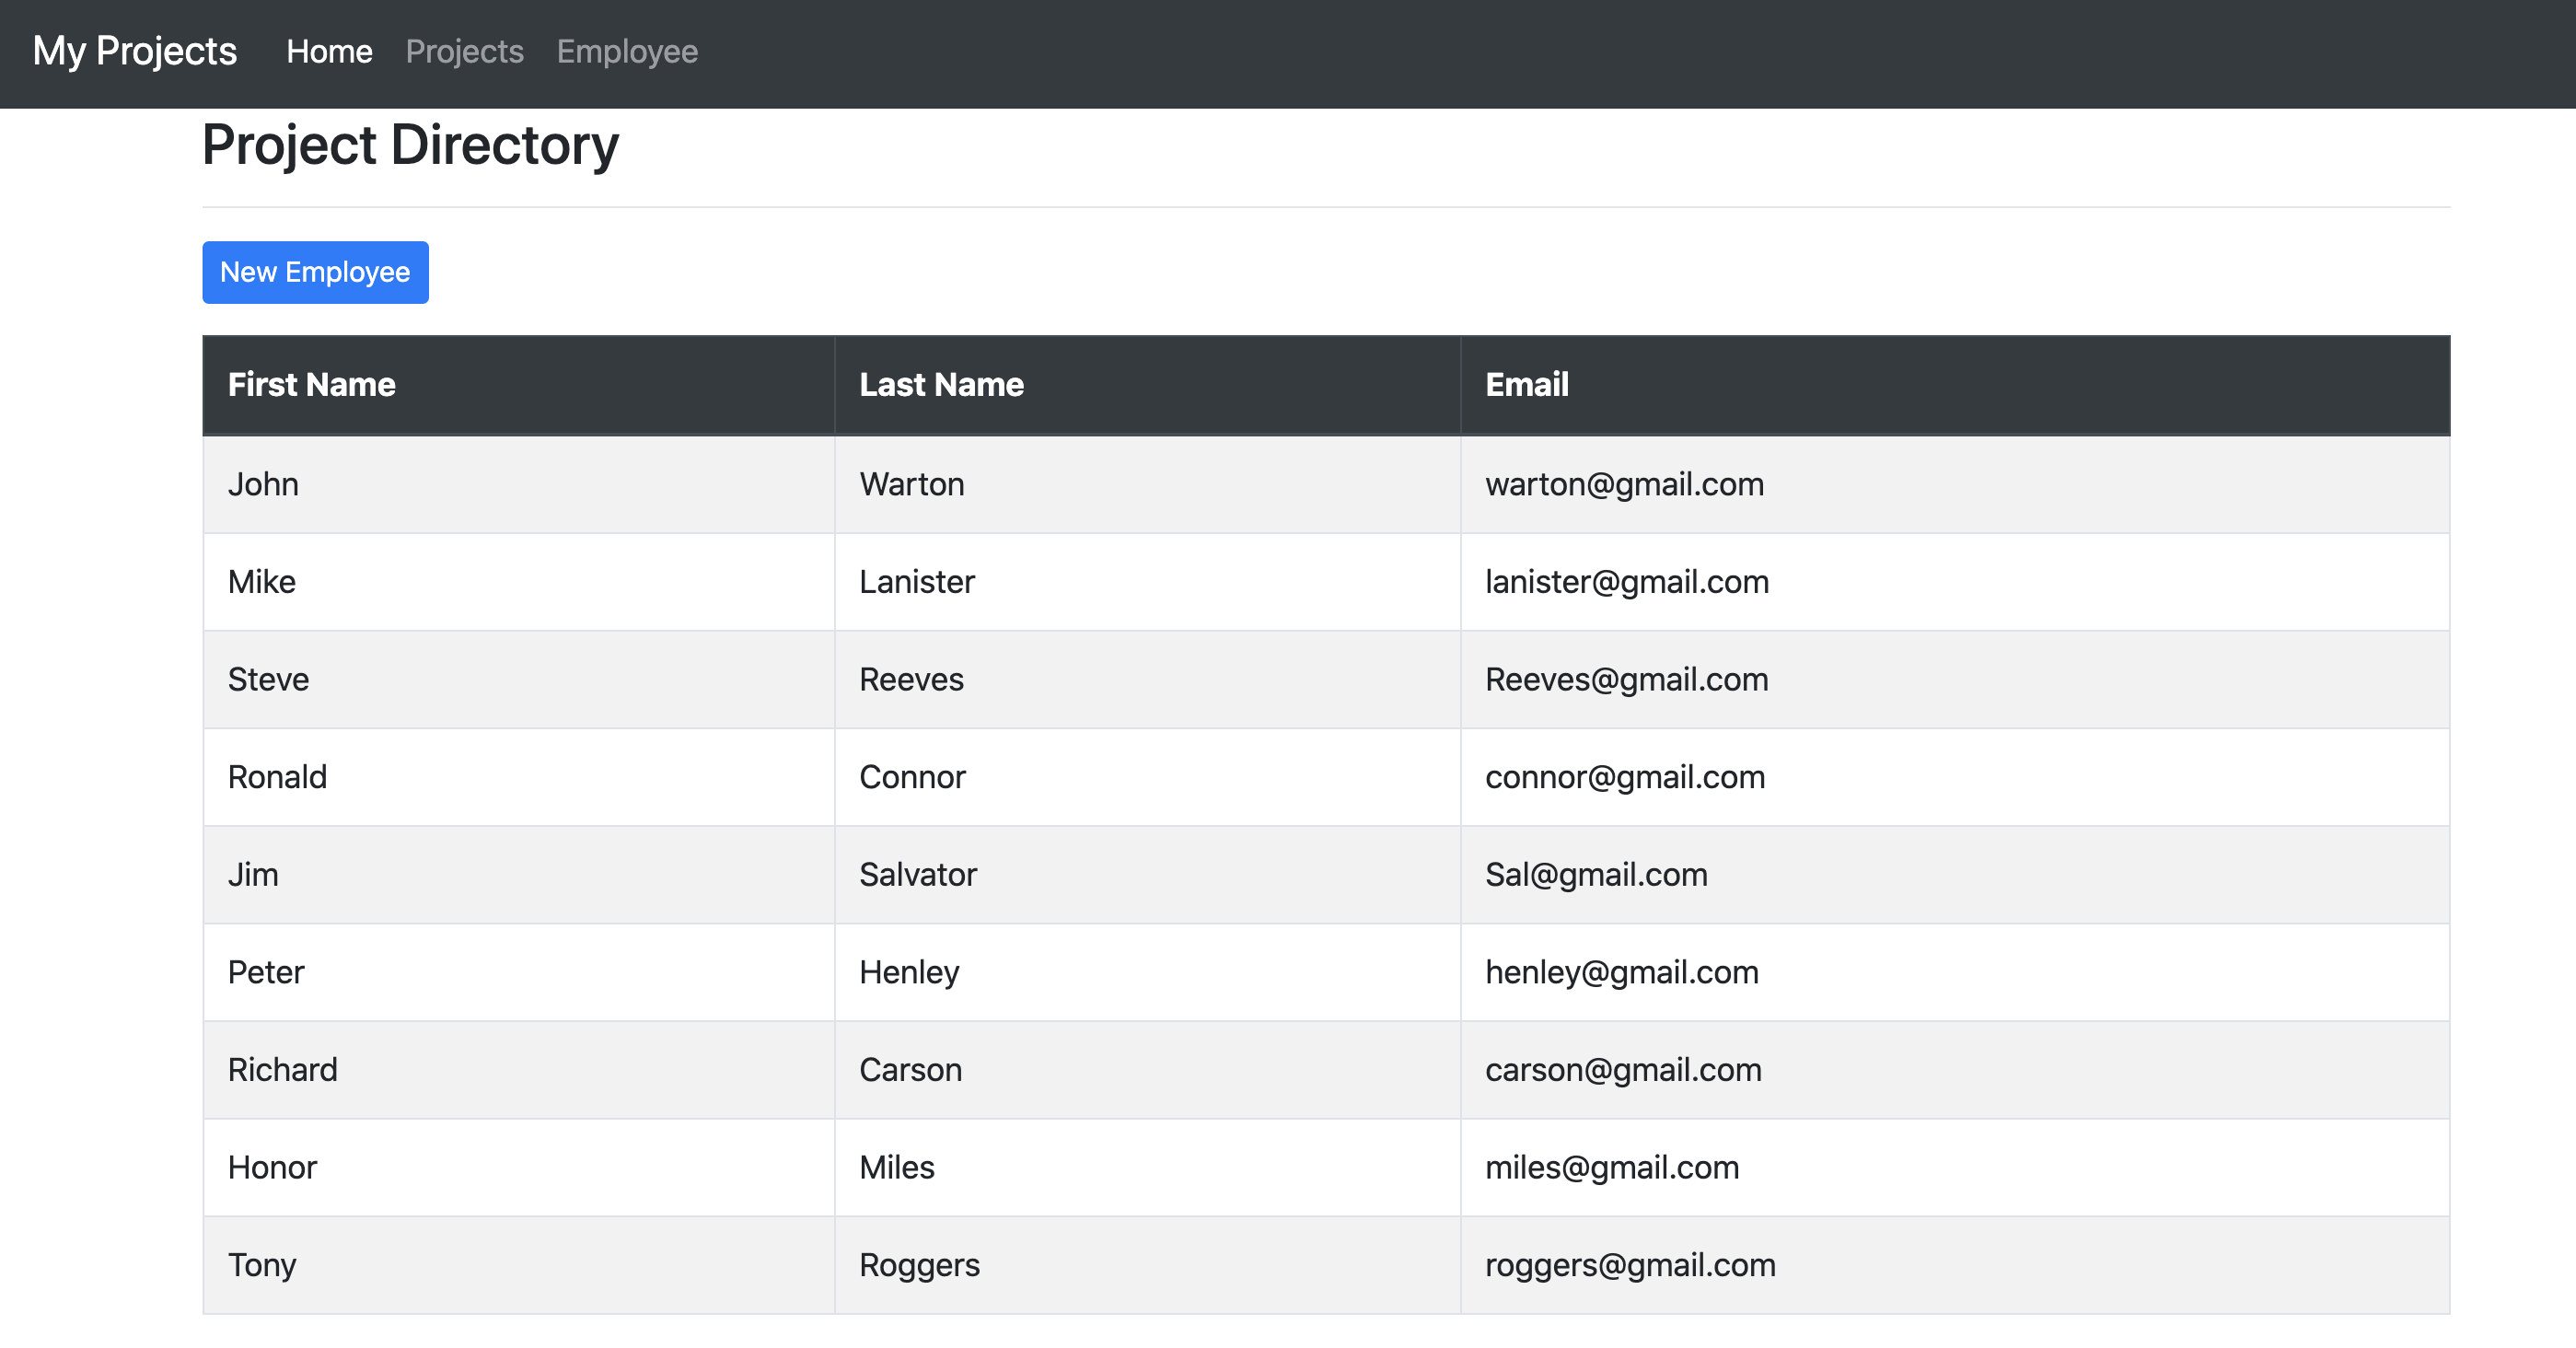 My Projects Home Projects Employee
Project Directory
New Employee
First Name Last Name Email
John Warton warton@gmail.com
Mike Lanister lanister@gmail.com
Steve Reeves Reeves@gmail.com
Ronald Connor connor@gmail.com
Jim Salvator Sal@gmail.com
Peter Henley henley@gmail.com
Richard Carson carson@gmail.com
Honor Miles miles@gmail.com
Tony Roggers roggers@gmail.com